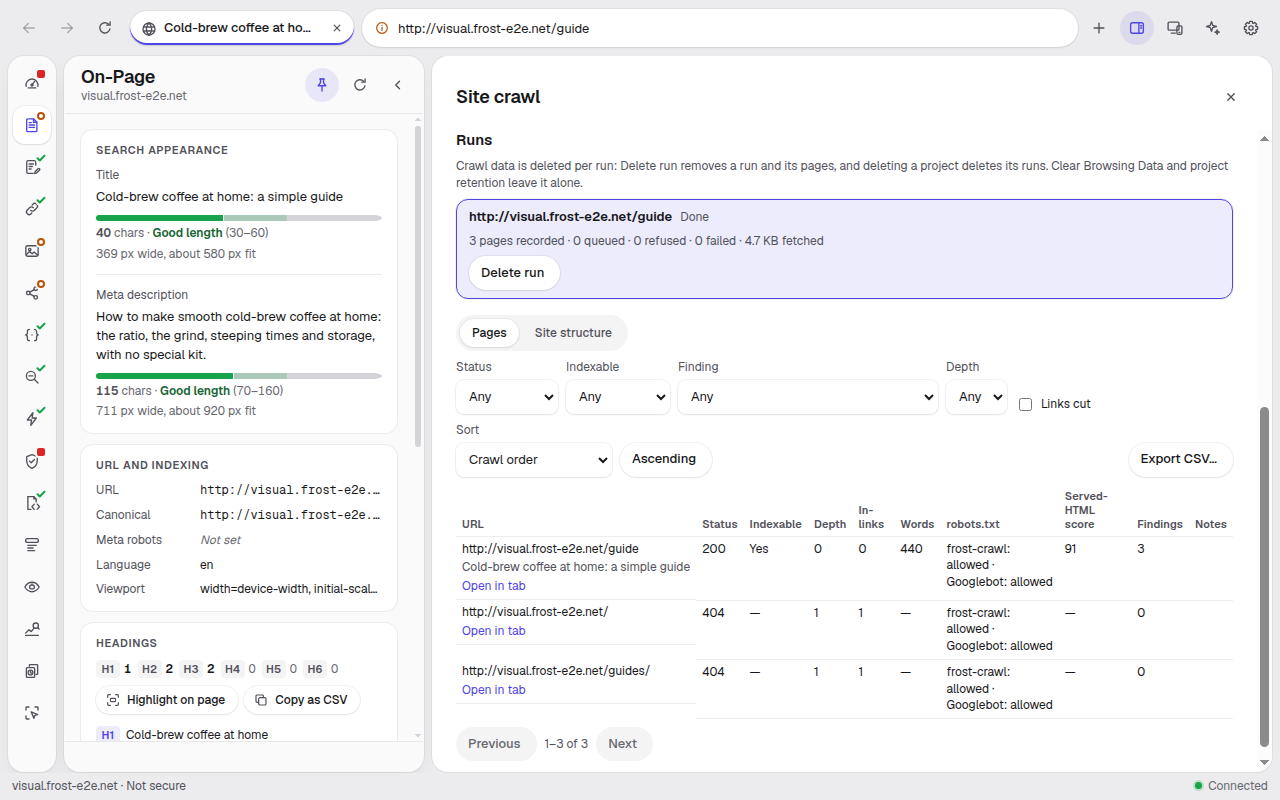 Cold-brew coffee at ho...
http://visual.frost-e2e.net/guide
On-Page
visual.frost-e2e.net
SEARCH APPEARANCE
Title
Cold-brew coffee at home: a simple guide
40 chars · Good length (30–60)
369 px wide, about 580 px fit
Meta description
How to make smooth cold-brew coffee at home:
the ratio, the grind, steeping times and storage,
with no special kit.
115 chars · Good length (70–160)
711 px wide, about 920 px fit
URL AND INDEXING
URL http://visual.frost-e2e.…
Canonical http://visual.frost-e2e.…
Meta robots Not set
Language en
Viewport width=device-width, initial-scal…
HEADINGS
H1 1 H2 2 H3 2 H4 0 H5 0 H6 0
Highlight on page Copy as CSV
H1 Cold-brew coffee at home
Site crawl
Runs
Crawl data is deleted per run: Delete run removes a run and its pages, and deleting a project deletes its runs. Clear Browsing Data and project
retention leave it alone.
http://visual.frost-e2e.net/guide Done
3 pages recorded · 0 queued · 0 refused · 0 failed · 4.7 KB fetched
Delete run
Pages Site structure
Status Indexable Finding Depth
Any Any Any Any Links cut
Sort
Crawl order Ascending Export CSV…
URL Status Indexable Depth In-links Words robots.txt Served-HTML score Findings Notes
http://visual.frost-e2e.net/guide 200 Yes 0 0 440 frost-crawl: 91 3
Cold-brew coffee at home: a simple guide allowed ·
Open in tab Googlebot: allowed
http://visual.frost-e2e.net/ 404 — 1 1 — frost-crawl: — 0
Open in tab allowed ·
Googlebot: allowed
http://visual.frost-e2e.net/guides/ 404 — 1 1 — frost-crawl: — 0
Open in tab allowed ·
Googlebot: allowed
Previous 1–3 of 3 Next
visual.frost-e2e.net · Not secure
Connected